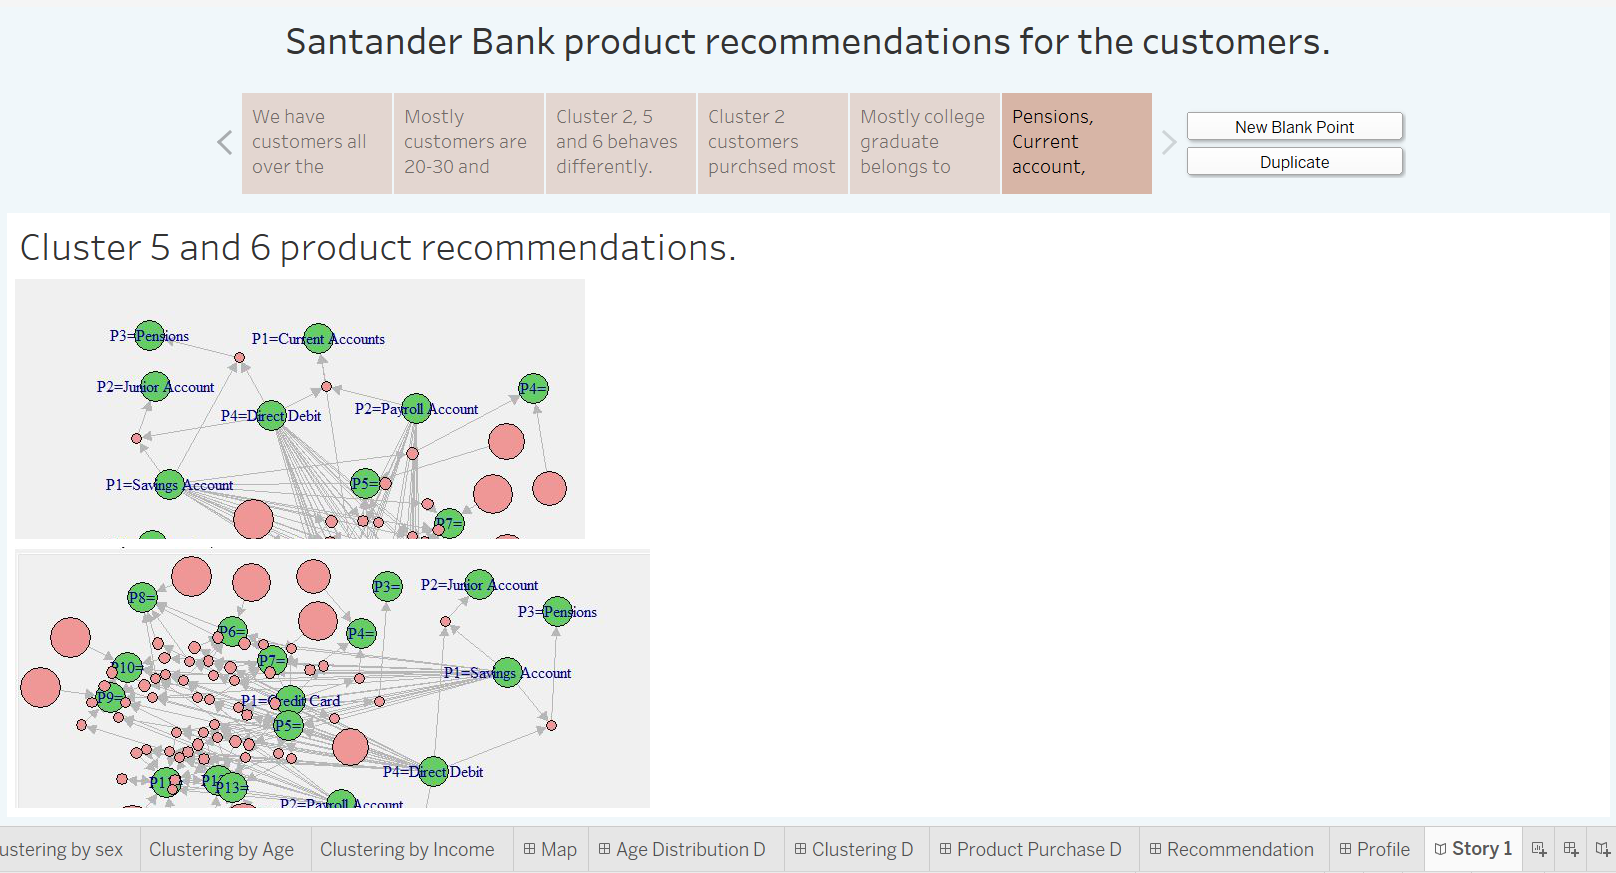 Santander Bank product recommendations for the customers.
We have
customers all
over the
Mostly
customers are
20-30 and
Cluster 2, 5
and 6 behaves
differently.
Cluster 2
customers
purchsed most
Mostly college
graduate
belongs to
Pensions,
Current
account,
New Blank Point
Duplicate
Cluster 5 and 6 product recommendations.
P3=Pensions
P1=Current Accounts
P2=Junior Account
P4=
P4=Direct Debit
P2=Payroll Account
P1=Savings Account
P5=
P7=
P8=
P3=
P2=Junior Account
P3=Pensions
P6=
P4=
P7=
P10=
P1=Savings Account
P9=
P1=Credit Card
P5=
P4=Direct Debit
P13=
P2=Payroll Account
ustering by sex
Clustering by Age
Clustering by Income
Map
Age Distribution D
Clustering D
Product Purchase D
Recommendation
Profile
Story 1